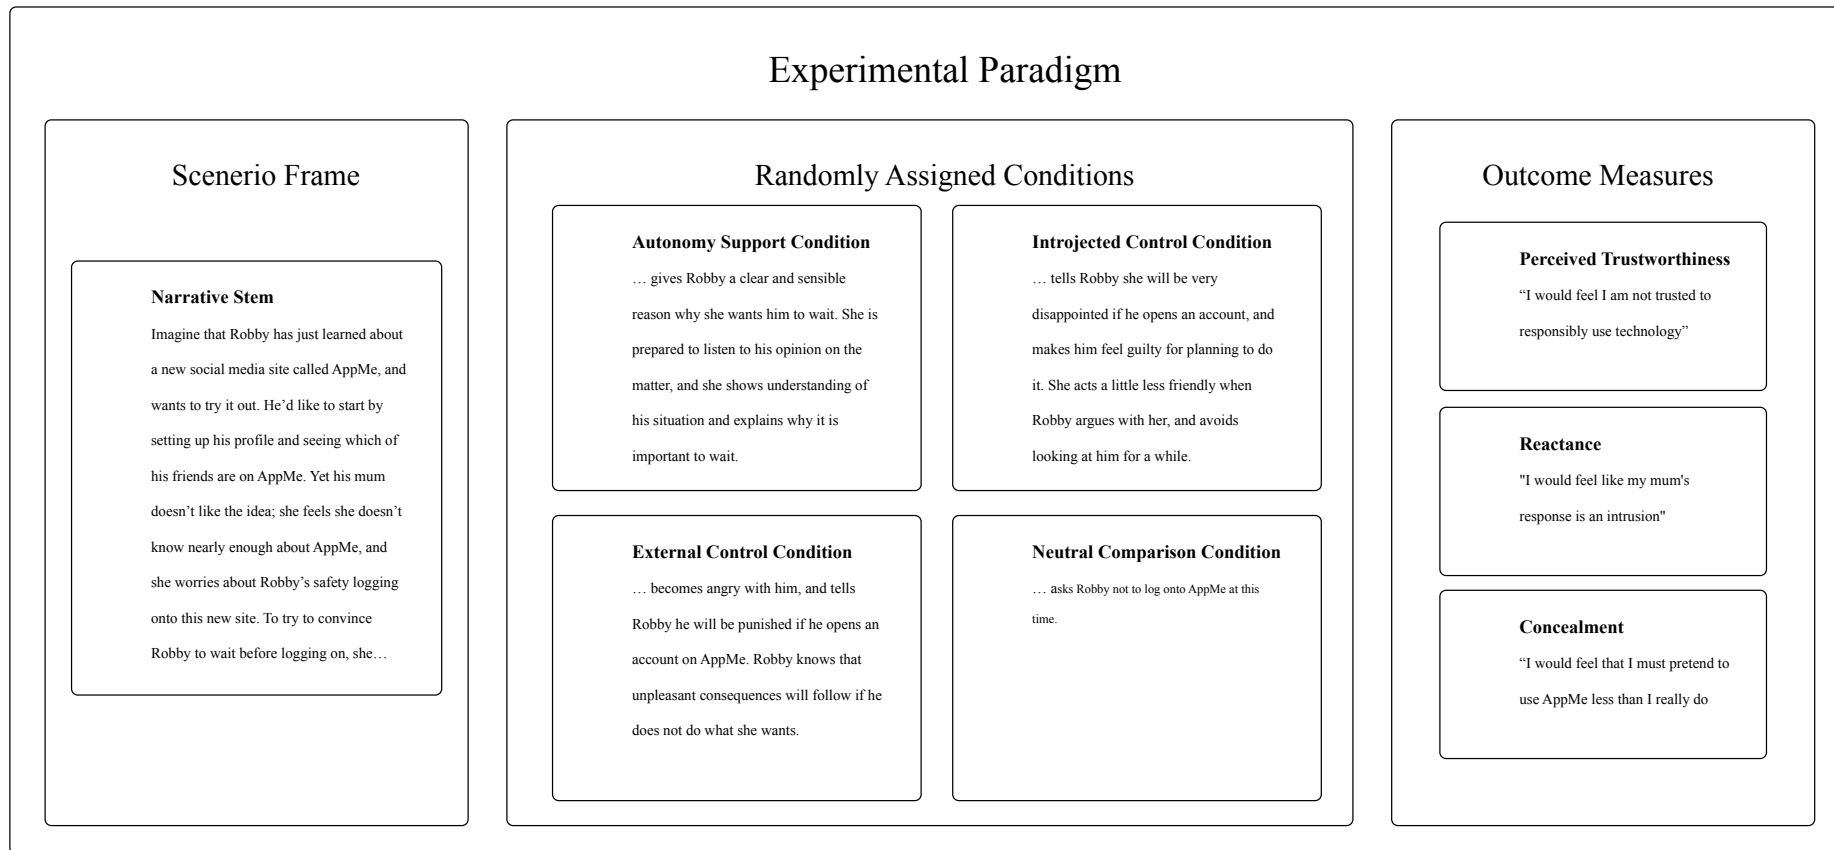 Experimental Paradigm
Scenerio Frame
Narrative Stem
Imagine that Robby has just learned about
a new social media site called AppMe, and
wants to try it out. He’d like to start by
setting up his profile and seeing which of
his friends are on AppMe. Yet his mum
doesn’t like the idea; she feels she doesn’t
know nearly enough about AppMe, and
she worries about Robby’s safety logging
onto this new site. To try to convince
Robby to wait before logging on, she…
Randomly Assigned Conditions
Autonomy Support Condition
… gives Robby a clear and sensible
reason why she wants him to wait. She is
prepared to listen to his opinion on the
matter, and she shows understanding of
his situation and explains why it is
important to wait.
Introjected Control Condition
… tells Robby she will be very
disappointed if he opens an account, and
makes him feel guilty for planning to do
it. She acts a little less friendly when
Robby argues with her, and avoids
looking at him for a while.
External Control Condition
… becomes angry with him, and tells
Robby he will be punished if he opens an
account on AppMe. Robby knows that
unpleasant consequences will follow if he
does not do what she wants.
Neutral Comparison Condition
… asks Robby not to log onto AppMe at this
time.
Outcome Measures
Perceived Trustworthiness
“I would feel I am not trusted to
responsibly use technology”
Reactance
"I would feel like my mum's
response is an intrusion"
Concealment
“I would feel that I must pretend to
use AppMe less than I really do